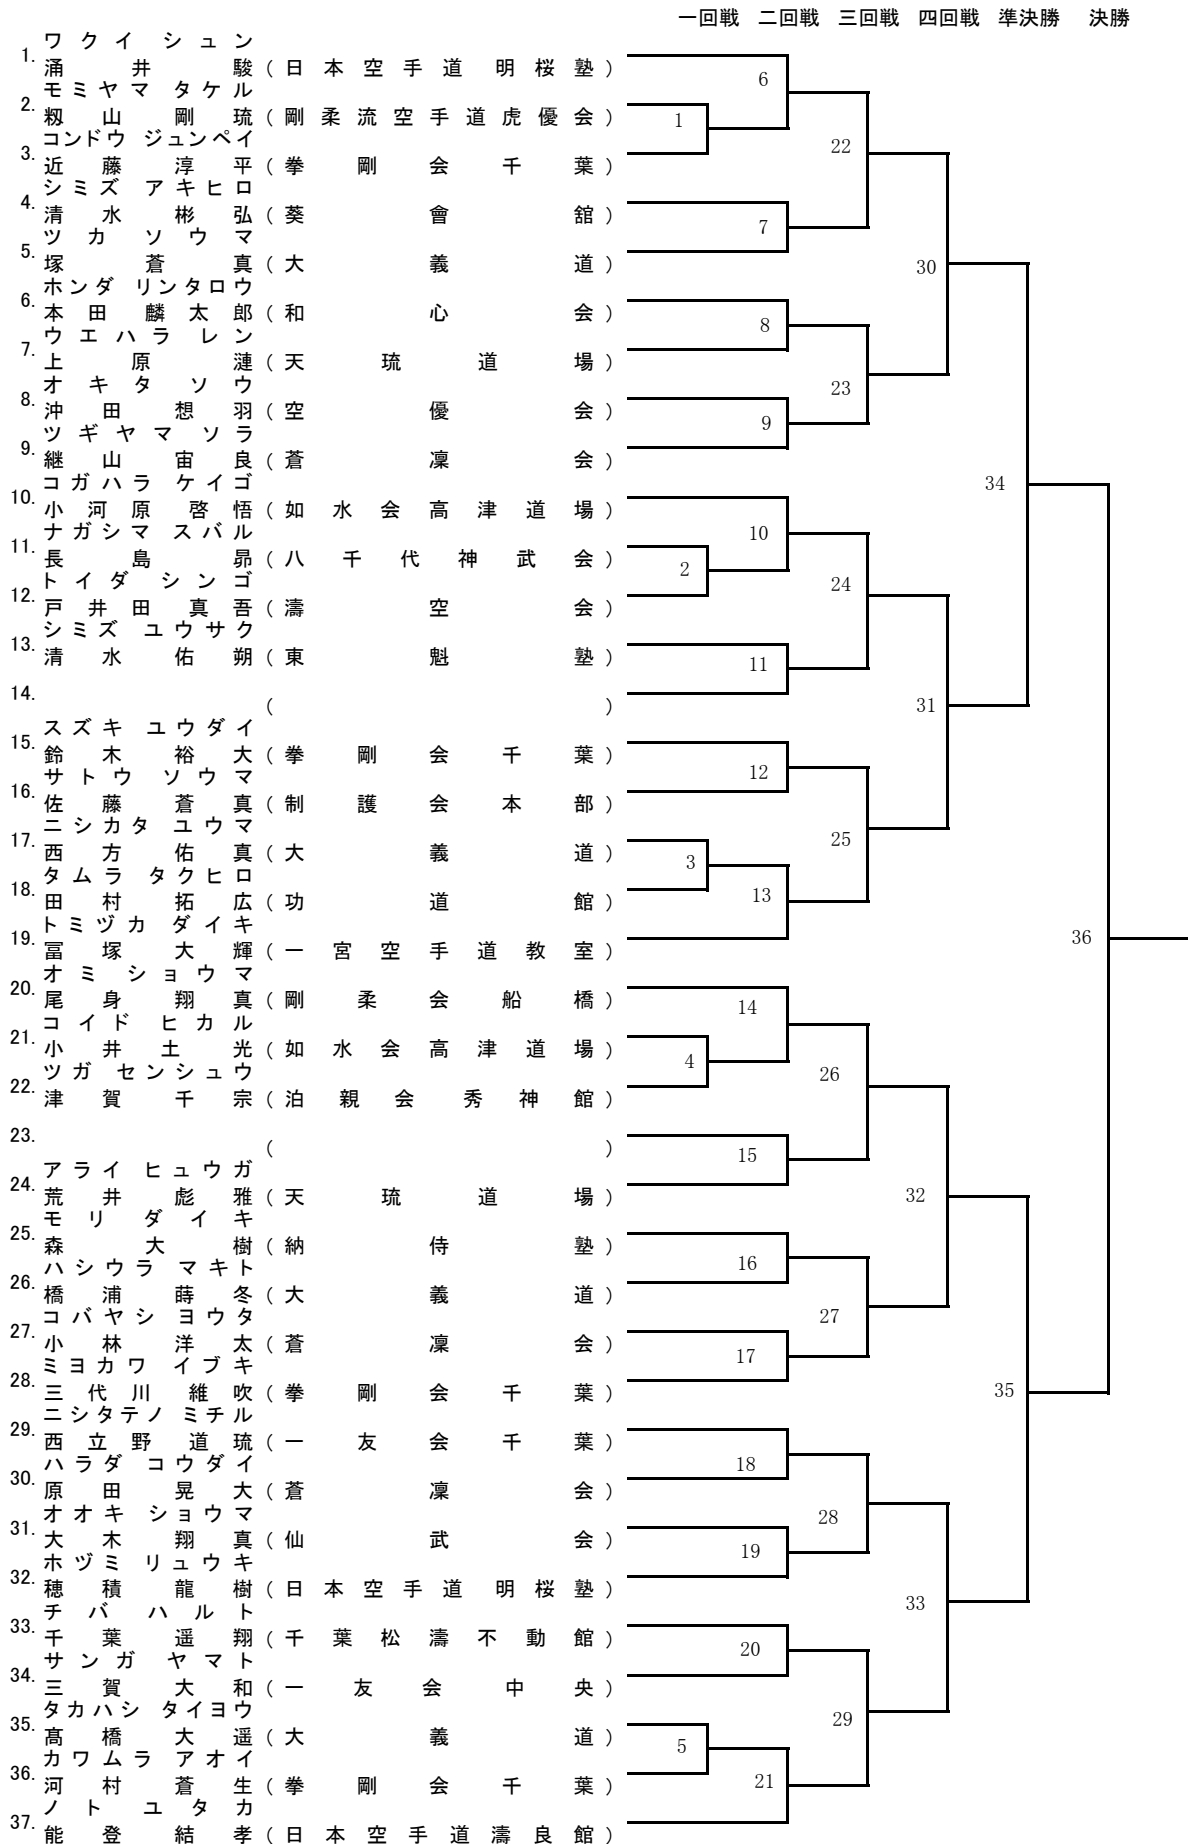 一回戦 二回戦 三回戦 四回戦 準決勝 決勝
ワクイ シュン
1. 涌井 駿 (日本空手道 明桜塾)
モミヤマ タケル
2. 籾山 剛琉 (剛柔流空手道虎優会)
コンドウ ジュンペイ
3. 近藤 淳平 (拳剛会千葉)
シミズ アキヒロ
4. 清水 彬弘 (葵會舘)
ツカ ソウマ
5. 塚 蒼真 (大義道)
ホンダ リンタロウ
6. 本田 麟太郎 (和心会)
ウエハラ レン
7. 上原 漣 (天琉道場)
オキタ ソウ
8. 沖田 想羽 (空優会)
ツギヤマ ソラ
9. 継山 宙良 (蒼凜会)
コガハラ ケイゴ
10. 小河原 啓悟 (如水会高津道場)
ナガシマ スバル
11. 長島 昴 (八千代神武会)
トイダ シンゴ
12. 戸井田 真吾 (濤空会)
シミズ ユウサク
13. 清水 佑朔 (東魁塾)
14. ( )
スズキ ユウダイ
15. 鈴木 裕大 (拳剛会千葉)
サトウ ソウマ
16. 佐藤 蒼真 (制護会本部)
ニシカタ ユウマ
17. 西方 佑真 (大義道)
タムラ タクヒロ
18. 田村 拓広 (功道館)
トミヅカ ダイキ
19. 冨塚 大輝 (一宮空手道教室)
オミ ショウマ
20. 尾身 翔真 (剛柔会船橋)
コイド ヒカル
21. 小井土 光 (如水会高津道場)
ツガ センシュウ
22. 津賀 千宗 (泊親会秀神館)
23. ( )
アライ ヒュウガ
24. 荒井 彪雅 (天琉道場)
モリ ダイキ
25. 森 大樹 (納侍塾)
ハシウラ マキト
26. 橋浦 蒔冬 (大義道)
コバヤシ ヨウタ
27. 小林 洋太 (蒼凜会)
ミヨカワ イブキ
28. 三代川 維吹 (拳剛会千葉)
ニシタテノ ミチル
29. 西立野 道琉 (一友会千葉)
ハラダ コウダイ
30. 原田 晃大 (蒼凜会)
オオキ ショウマ
31. 大木 翔真 (仙武会)
ホヅミ リュウキ
32. 穂積 龍樹 (日本空手道 明桜塾)
チバ ハルト
33. 千葉 遥翔 (千葉松濤不動館)
サンガ ヤマト
34. 三賀 大和 (一友会中央)
タカハシ タイヨウ
35. 髙橋 大遥 (大義道)
カワムラ アオイ
36. 河村 蒼生 (拳剛会千葉)
ノト ユタカ
37. 能登 結孝 (日本空手道濤良館)
1
2
3
4
5
6
7
8
9
10
11
12
13
14
15
16
17
18
19
20
21
22
23
24
25
26
27
28
29
30
31
32
33
34
35
36